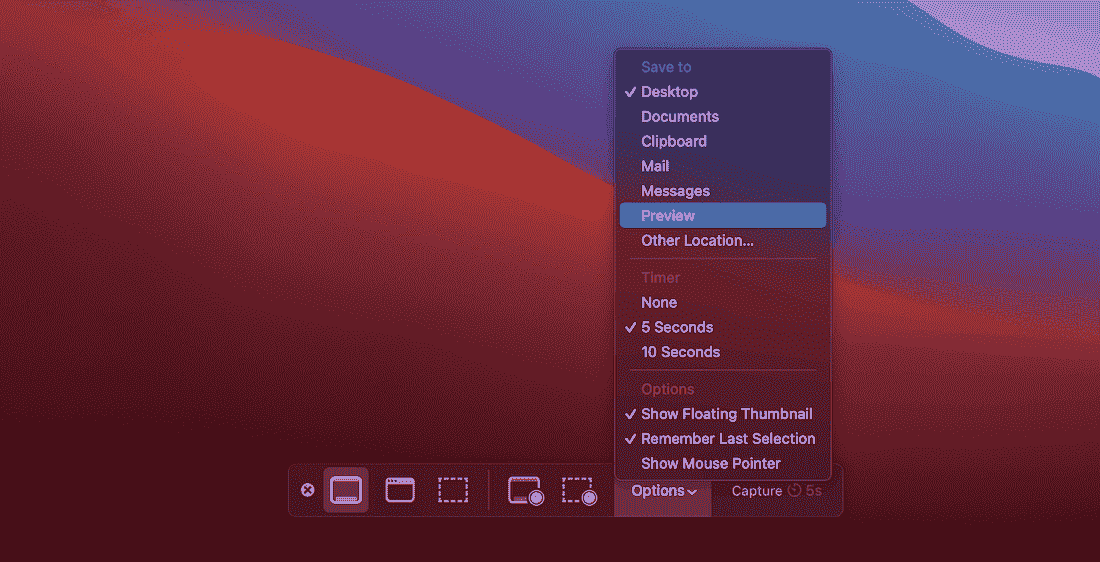 Save to
✓ Desktop
Documents
Clipboard
Mail
Messages
Preview
Other Location...
Timer
None
✓ 5 Seconds
10 Seconds
Options
✓ Show Floating Thumbnail
✓ Remember Last Selection
Show Mouse Pointer
Options Capture 5s